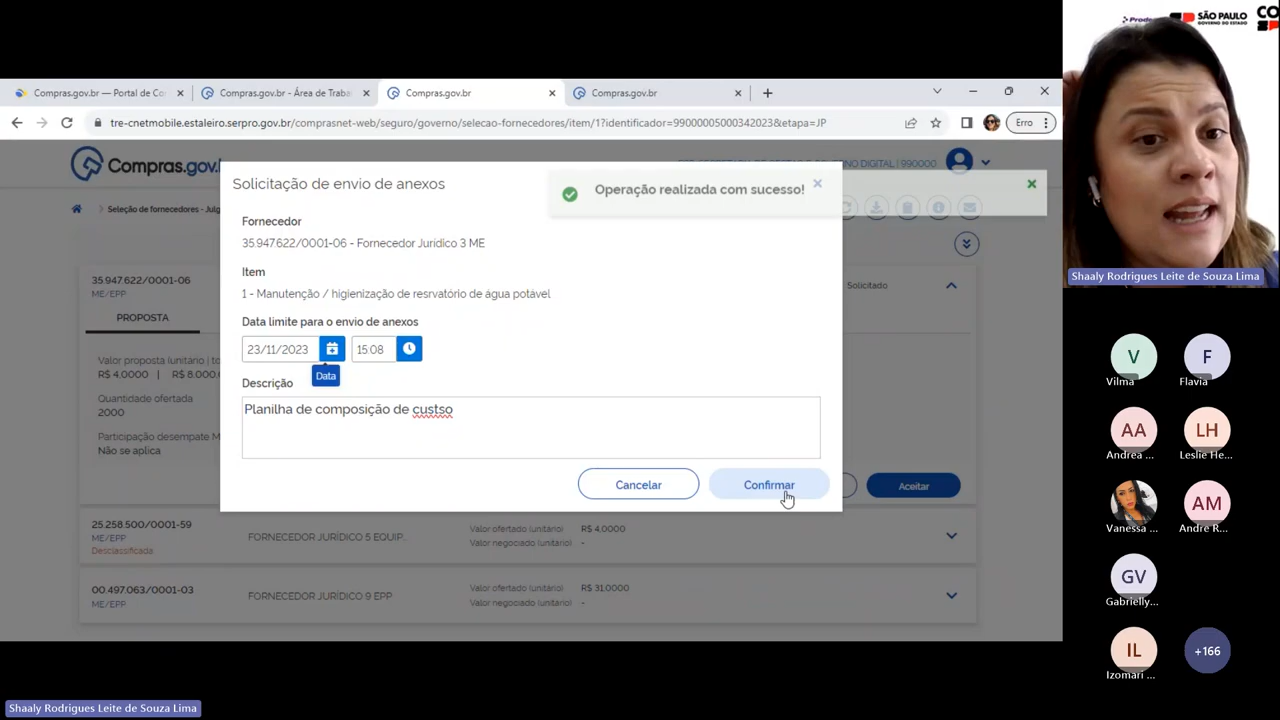 Prode
SÃO PAULO
GOVERNO DO ESTADO
CO
Compras.gov.br — Portal de Co
Compras.gov.br - Área de Traba
Compras.gov.br
Compras.gov.br
tre-cnetmobile.estaleiro.serpro.gov.br/comprasnet-web/seguro/governo/selecao-fornecedores/item/1?identificador=99000005000342023&etapa=JP
Erro
Compras.gov.b
990000
Seleção de fornecedores - Julg
Solicitação de envio de anexos
Operação realizada com sucesso!
Fornecedor
35.947.622/0001-06 - Fornecedor Jurídico 3 ME
Item
1 - Manutenção / higienização de resrvatório de água potável
Data limite para o envio de anexos
23/11/2023
15:08
Data
Descrição
Planilha de composição de custso
Cancelar
Confirmar
35.947.622/0001-06
ME/EPP
Solicitado
PROPOSTA
Valor proposta (unitário | to
R$ 4,0000 | R$ 8.000,
Quantidade ofertada
2000
Participação desempate M
Não se aplica
Aceitar
25.258.500/0001-59
ME/EPP
Desclassificada
FORNECEDOR JURÍDICO 5 EQUIP...
Valor ofertado (unitário) R$ 4,0000
Valor negociado (unitário) -
00.497.063/0001-03
ME/EPP
FORNECEDOR JURÍDICO 9 EPP
Valor ofertado (unitário) R$ 31,0000
Valor negociado (unitário) -
Shaaly Rodrigues Leite de Souza Lima
V
Vilma
F
Flavia
AA
Andrea ...
LH
Leslie He...
Vanessa ...
AM
Andre R...
GV
Gabrielly...
IL
Izomari ...
+166
Shaaly Rodrigues Leite de Souza Lima